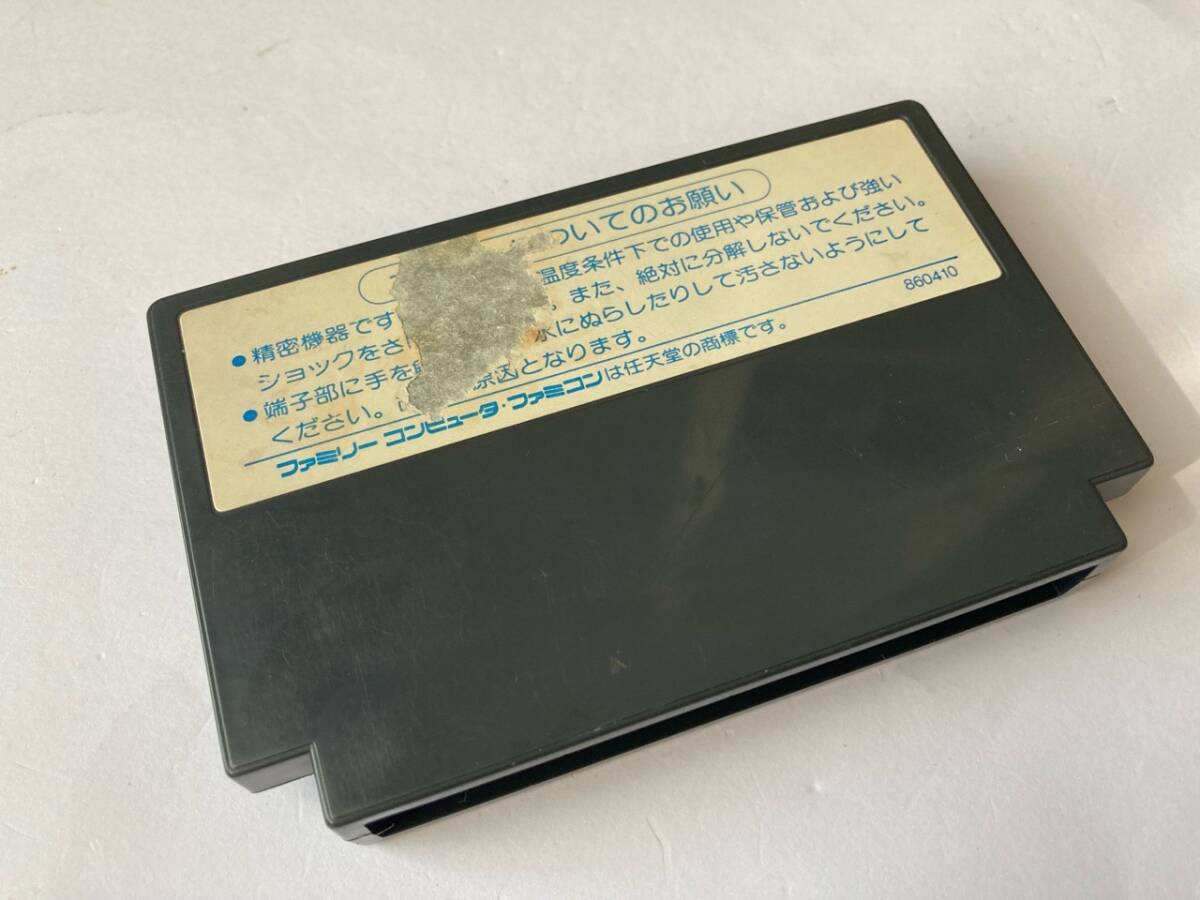 ついてのお願い
●精密機器です 温度条件下での使用や保管および強い
ショックをさ 。また、絶対に分解しないでください。
●端子部に手を 水にぬらしたりして汚さないようにして
ください。 原因となります。
860410
ファミリーコンピュータ・ファミコンは任天堂の商標です。